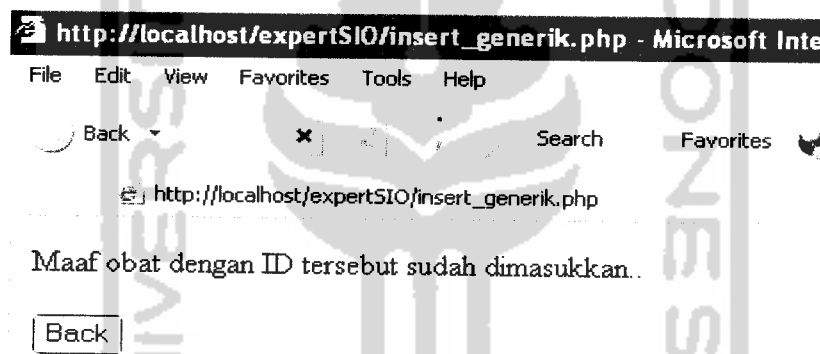 http://localhost/expertSIO/insert_generik.php - Microsoft Inte
File Edit View Favorites Tools Help
Back Search Favorites
http://localhost/expertSIO/insert_generik.php
Maaf obat dengan ID tersebut sudah dimasukkan..
Back